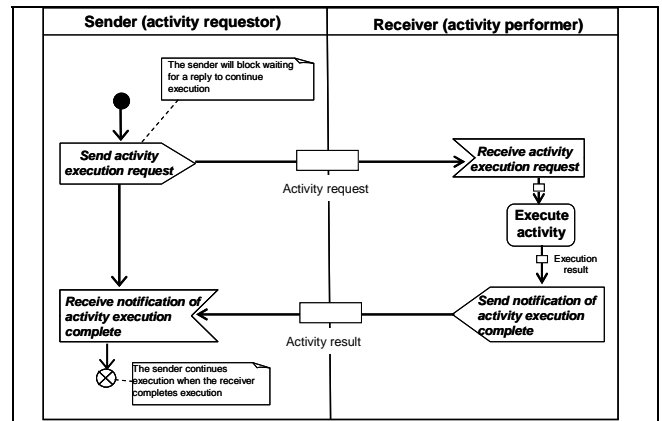 Sender (activity requestor)
Receiver (activity performer)
The sender will block waiting
for a reply to continue
execution
Send activity
execution request
Activity request
Receive activity
execution request
Execute
activity
Execution
result
Receive notification of
activity execution
complete
Activity result
Send notification of
activity execution
complete
The sender continues
execution when the receiver
completes execution